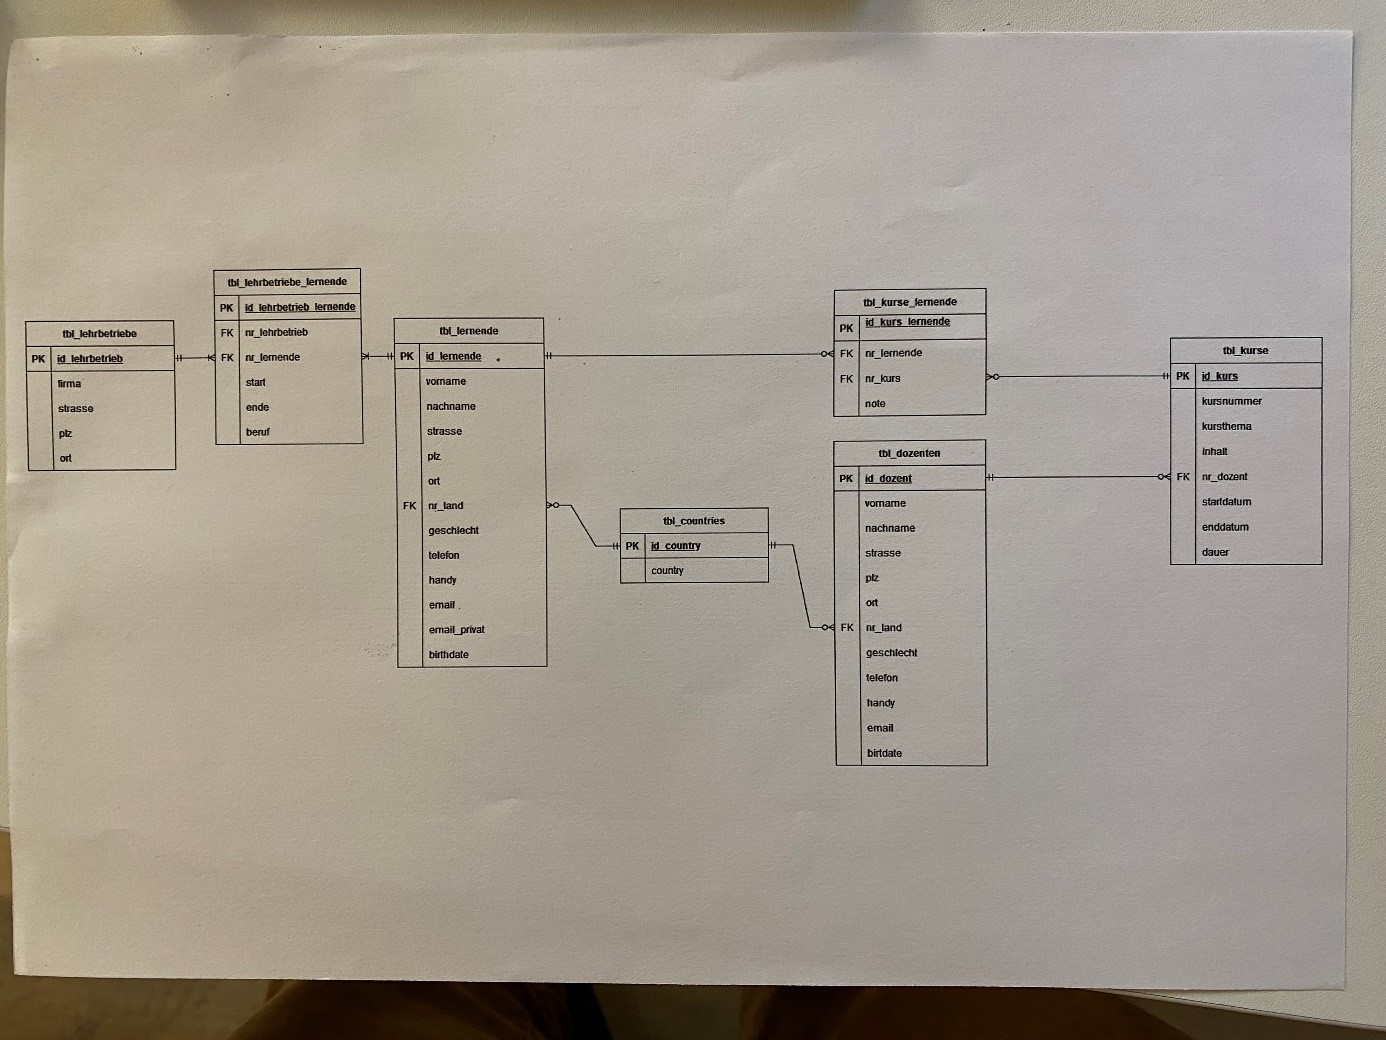 tbl_lehrbetriebe
PK id_lehrbetrieb
firma
strasse
plz
ort
tbl_lehrbetriebe_lernende
PK id_lehrbetrieb_lernende
FK nr_lehrbetrieb
FK nr_lernende
start
ende
beruf
tbl_lernende
PK id_lernende
vorname
nachname
strasse
plz
ort
FK nr_land
geschlecht
telefon
handy
email
email_privat
birthdate
tbl_countries
PK id_country
country
tbl_kurse_lernende
PK id_kurs_lernende
FK nr_lernende
FK nr_kurs
note
tbl_dozenten
PK id_dozent
vorname
nachname
strasse
plz
ort
FK nr_land
geschlecht
telefon
handy
email
birtdate
tbl_kurse
PK id_kurs
kursnummer
kursthema
inhalt
FK nr_dozent
startdatum
enddatum
dauer